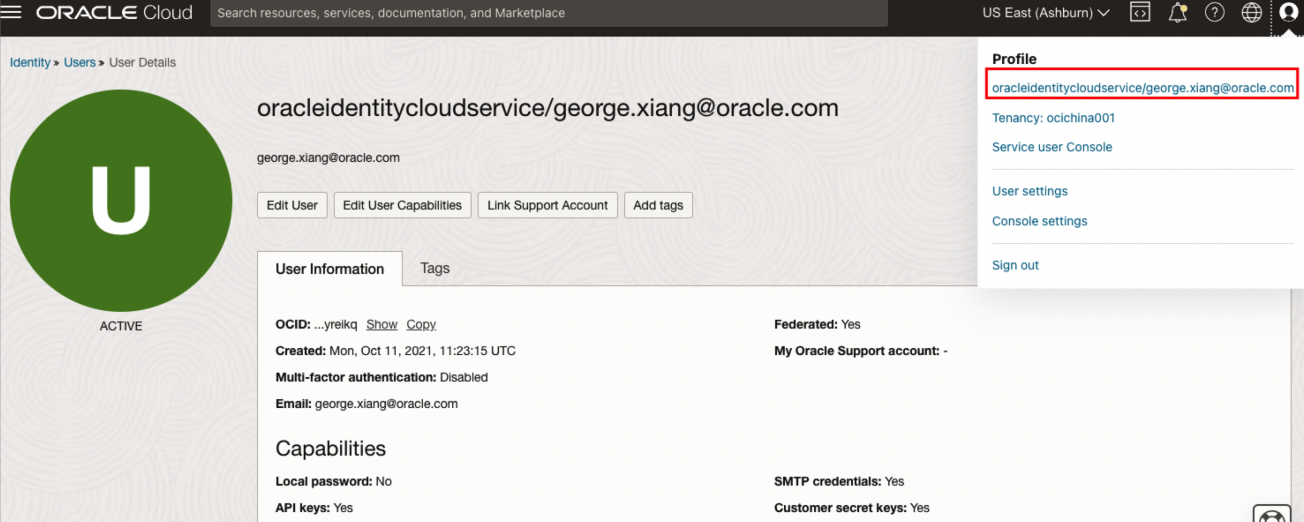 ORACLE Cloud
Search resources, services, documentation, and Marketplace
US East (Ashburn)
Identity » Users » User Details
U
ACTIVE
oracleidentitycloudservice/george.xiang@oracle.com
george.xiang@oracle.com
Edit User
Edit User Capabilities
Link Support Account
Add tags
User Information
Tags
OCID: ...yreikq Show Copy
Created: Mon, Oct 11, 2021, 11:23:15 UTC
Multi-factor authentication: Disabled
Email: george.xiang@oracle.com
Federated: Yes
My Oracle Support account: -
Capabilities
Local password: No
API keys: Yes
SMTP credentials: Yes
Customer secret keys: Yes
Profile
oracleidentitycloudservice/george.xiang@oracle.com
Tenancy: ocichina001
Service user Console
User settings
Console settings
Sign out